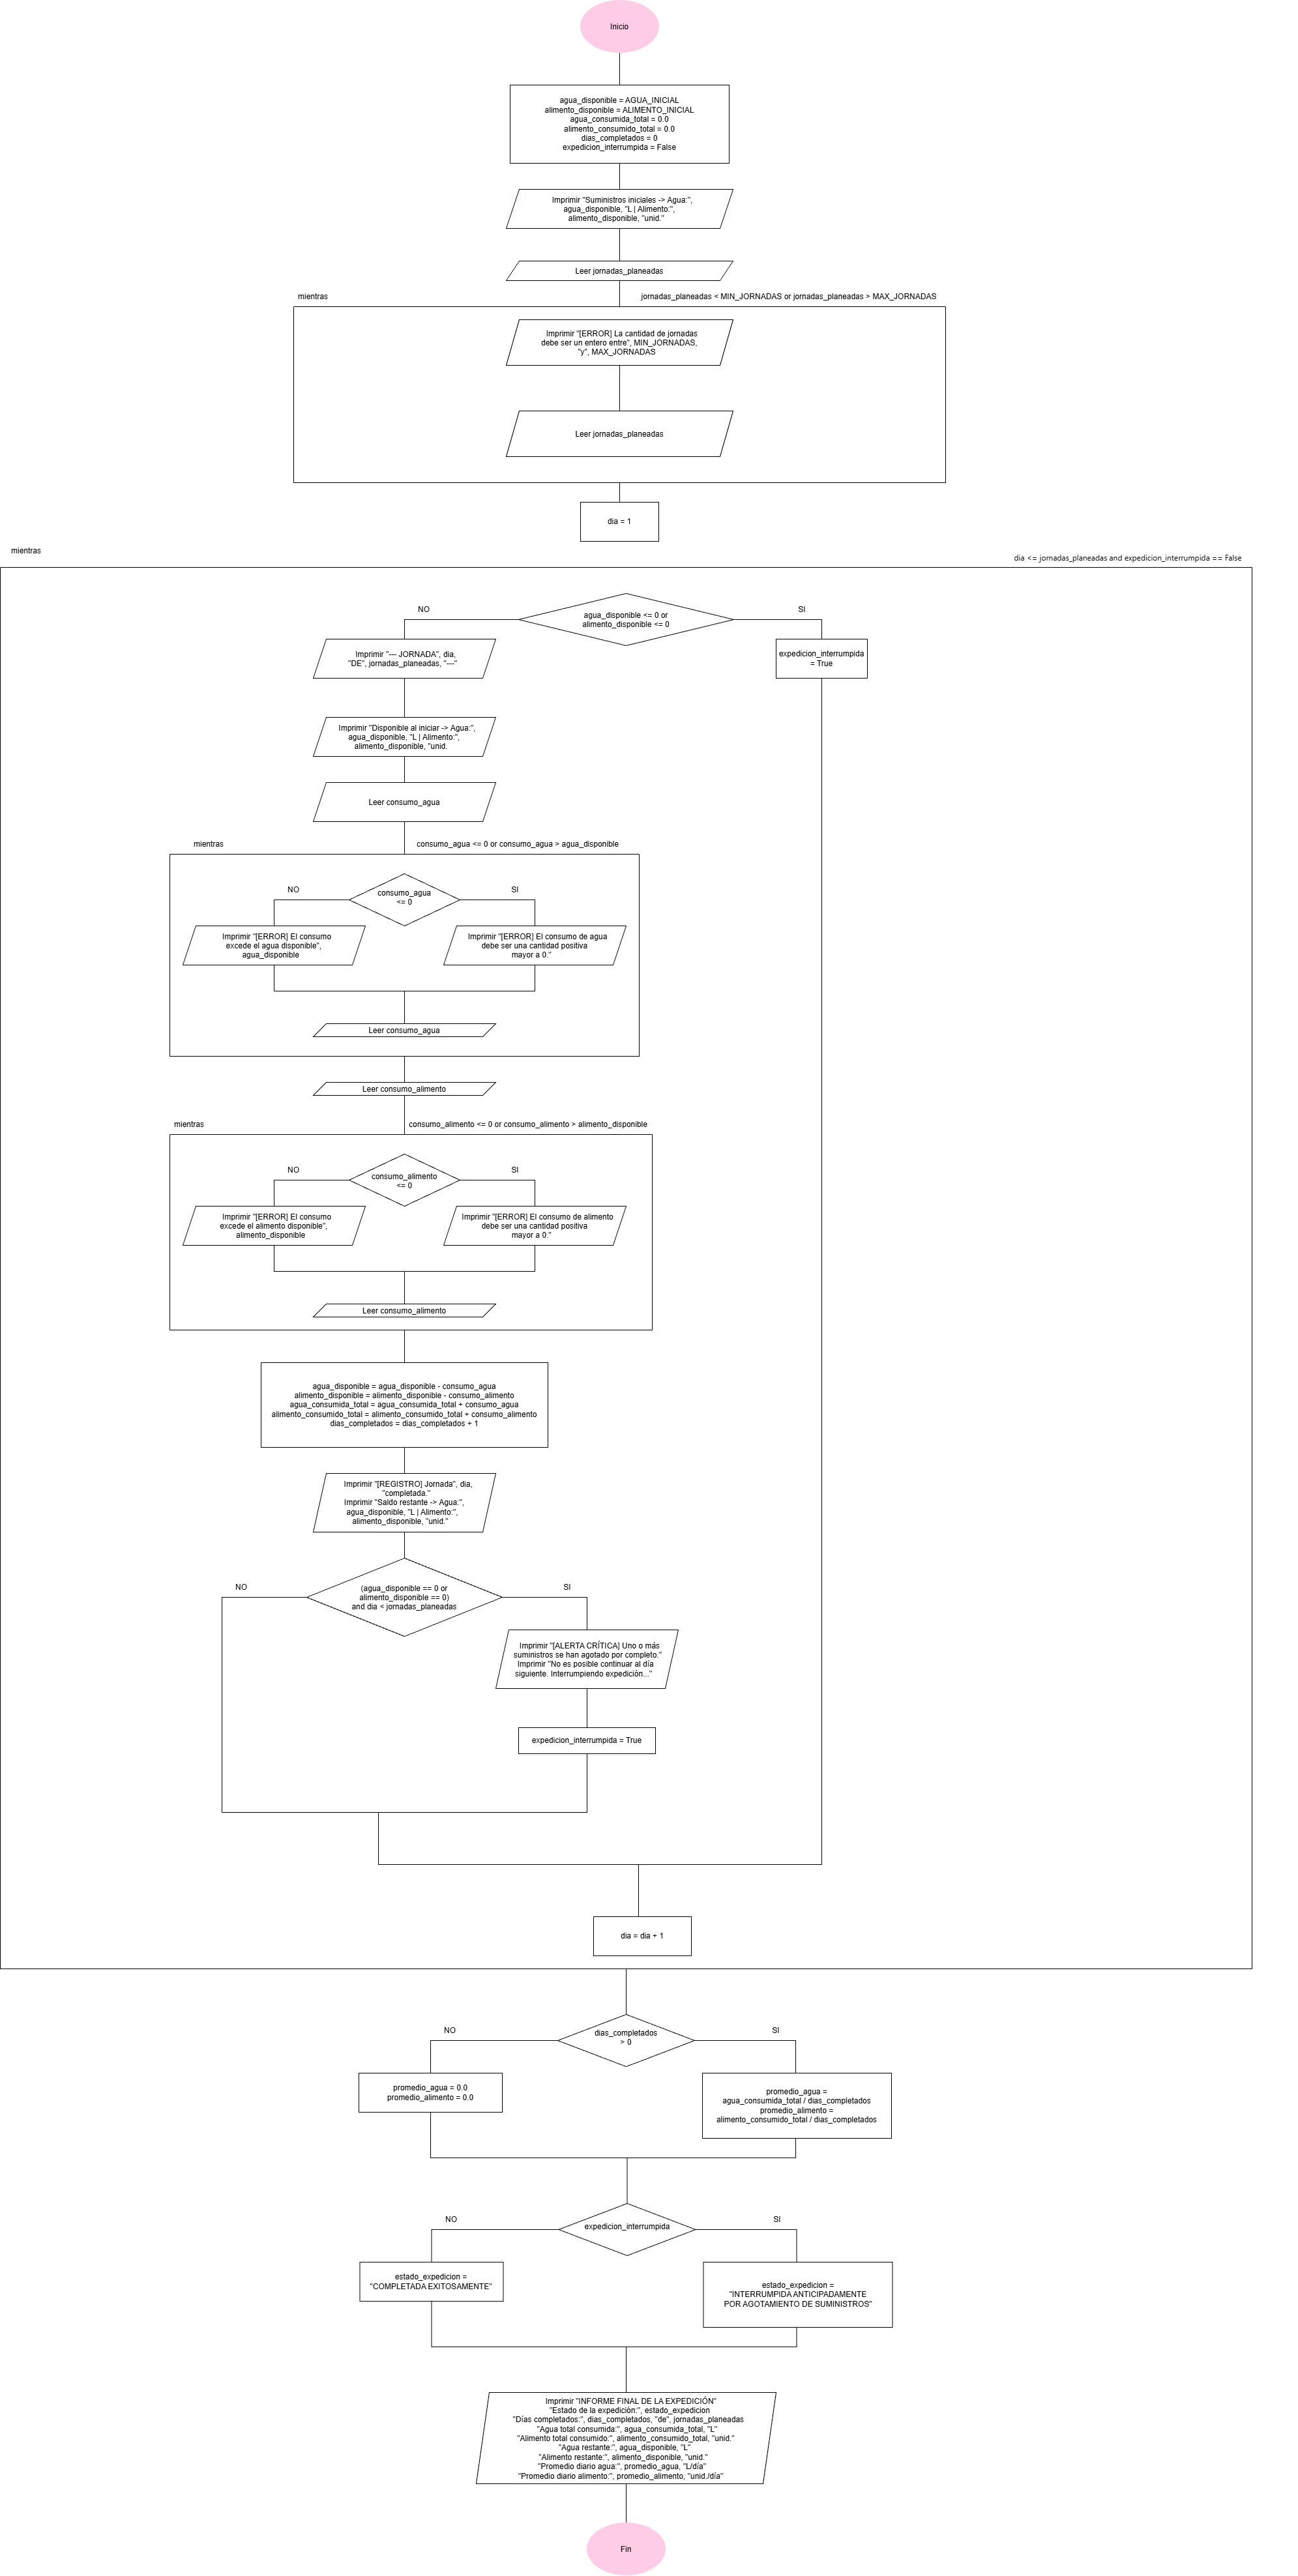 Inicio
agua_disponible = AGUA_INICIAL
alimento_disponible = ALIMENTO_INICIAL
agua_consumida_total = 0.0
alimento_consumido_total = 0.0
dias_completados = 0
expedicion_interrumpida = False
Imprimir "Suministros iniciales -> Agua:",
agua_disponible, "L | Alimento:",
alimento_disponible, "unid."
Leer jornadas_planeadas
mientras
jornadas_planeadas < MIN_JORNADAS or jornadas_planeadas > MAX_JORNADAS
Imprimir "[ERROR] La cantidad de jornadas
debe ser un entero entre", MIN_JORNADAS,
"y", MAX_JORNADAS
Leer jornadas_planeadas
dia = 1
mientras
dia <= jornadas_planeadas and expedicion_interrumpida == False
NO
agua_disponible <= 0 or
alimento_disponible <= 0
SI
Imprimir "--- JORNADA", dia,
"DE", jornadas_planeadas, "---"
expedicion_interrumpida
= True
Imprimir "Disponible al iniciar -> Agua:",
agua_disponible, "L | Alimento:",
alimento_disponible, "unid.
Leer consumo_agua
mientras
consumo_agua <= 0 or consumo_agua > agua_disponible
NO
consumo_agua
<= 0
SI
Imprimir "[ERROR] El consumo
excede el agua disponible",
agua_disponible
Imprimir "[ERROR] El consumo de agua
debe ser una cantidad positiva
mayor a 0."
Leer consumo_agua
Leer consumo_alimento
mientras
consumo_alimento <= 0 or consumo_alimento > alimento_disponible
NO
consumo_alimento
<= 0
SI
Imprimir "[ERROR] El consumo
excede el alimento disponible",
alimento_disponible
Imprimir "[ERROR] El consumo de alimento
debe ser una cantidad positiva
mayor a 0."
Leer consumo_alimento
agua_disponible = agua_disponible - consumo_agua
alimento_disponible = alimento_disponible - consumo_alimento
agua_consumida_total = agua_consumida_total + consumo_agua
alimento_consumido_total = alimento_consumido_total + consumo_alimento
dias_completados = dias_completados + 1
Imprimir "[REGISTRO] Jornada", dia,
"completada."
Imprimir "Saldo restante -> Agua:",
agua_disponible, "L | Alimento:",
alimento_disponible, "unid."
NO
(agua_disponible == 0 or
alimento_disponible == 0)
and dia < jornadas_planeadas
SI
Imprimir "[ALERTA CRÍTICA] Uno o más
suministros se han agotado por completo."
Imprimir "No es posible continuar al día
siguiente. Interrumpiendo expedición..."
expedicion_interrumpida = True
dia = dia + 1
NO
dias_completados
> 0
SI
promedio_agua = 0.0
promedio_alimento = 0.0
promedio_agua =
agua_consumida_total / dias_completados
promedio_alimento =
alimento_consumido_total / dias_completados
NO
expedicion_interrumpida
SI
estado_expedicion =
"COMPLETADA EXITOSAMENTE"
estado_expedicion =
"INTERRUMPIDA ANTICIPADAMENTE
POR AGOTAMIENTO DE SUMINISTROS"
Imprimir "INFORME FINAL DE LA EXPEDICIÓN"
"Estado de la expedición:", estado_expedicion
"Días completados:", dias_completados, "de", jornadas_planeadas
"Agua total consumida:", agua_consumida_total, "L"
"Alimento total consumido:", alimento_consumido_total, "unid."
"Agua restante:", agua_disponible, "L"
"Alimento restante:", alimento_disponible, "unid."
"Promedio diario agua:", promedio_agua, "L/día"
"Promedio diario alimento:", promedio_alimento, "unid./día"
Fin